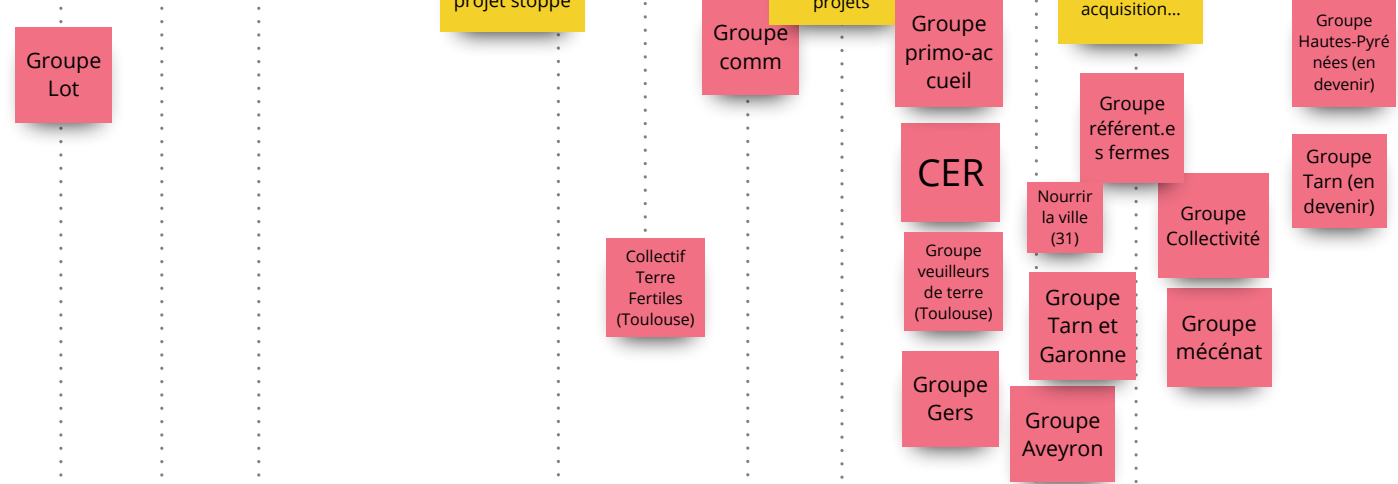 projet stoppé
projets
acquisition...
Groupe
Lot
Groupe
comm
Groupe
primo-ac
cueil
Groupe
Hautes-Pyré
nées (en
devenir)
Groupe
référent.e
s fermes
CER
Groupe
Tarn (en
devenir)
Nourrir
la ville
(31)
Groupe
Collectivité
Collectif
Terre
Fertiles
(Toulouse)
Groupe
veuilleurs
de terre
(Toulouse)
Groupe
Tarn et
Garonne
Groupe
mécénat
Groupe
Gers
Groupe
Aveyron